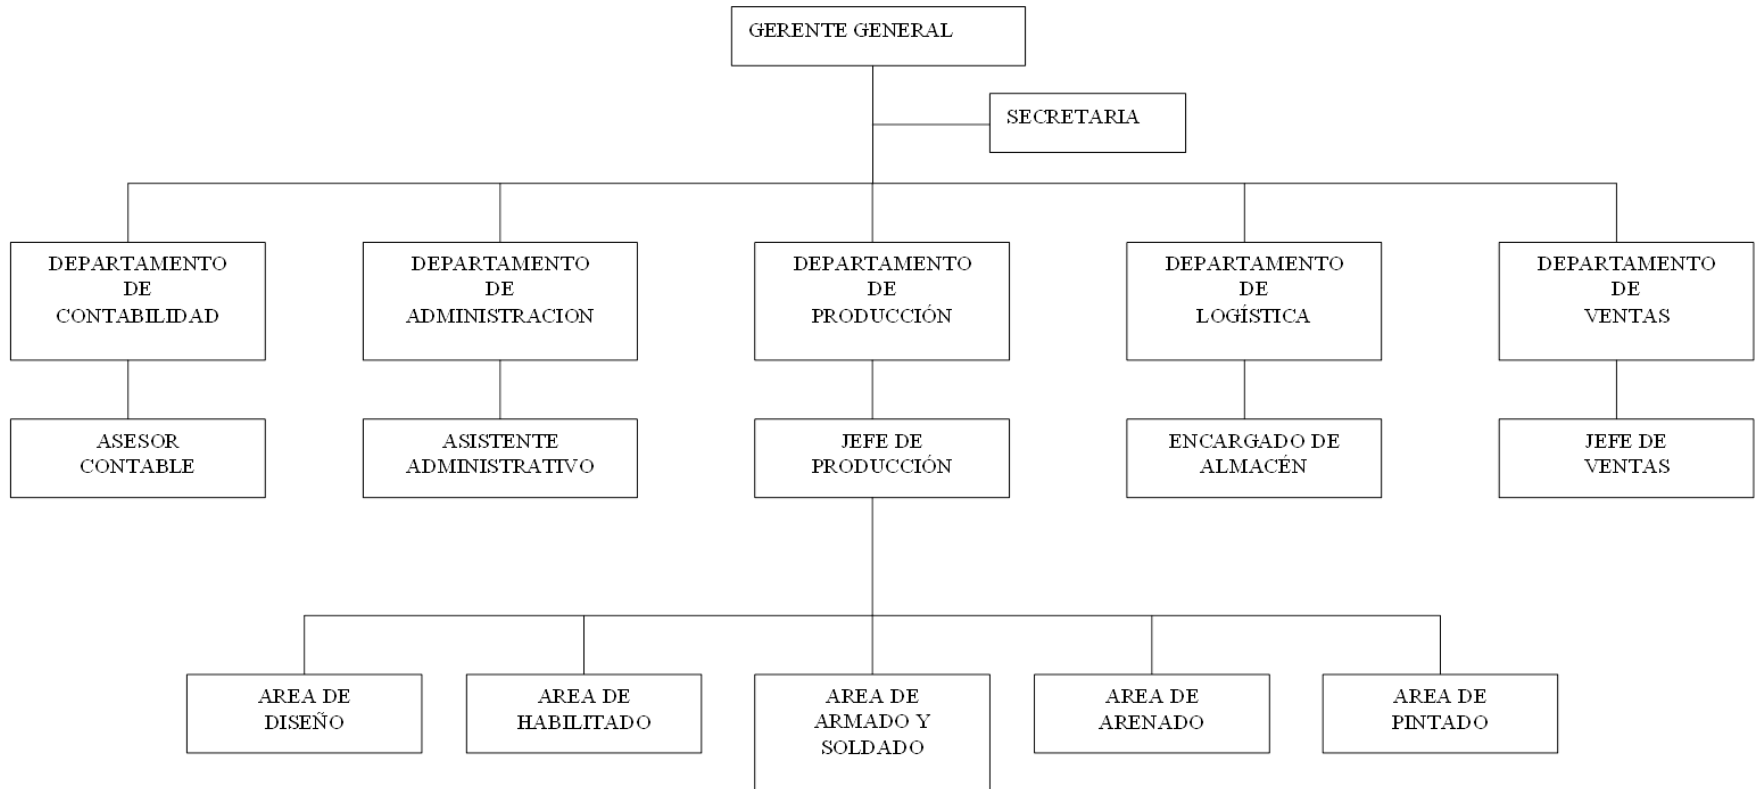 GERENTE GENERAL
SECRETARIA
DEPARTAMENTO
DE
CONTABILIDAD
DEPARTAMENTO
DE
ADMINISTRACION
DEPARTAMENTO
DE
PRODUCCIÓN
DEPARTAMENTO
DE
LOGÍSTICA
DEPARTAMENTO
DE
VENTAS
ASESOR
CONTABLE
ASISTENTE
ADMINISTRATIVO
JEFE DE
PRODUCCIÓN
ENCARGADO DE
ALMACÉN
JEFE DE
VENTAS
AREA DE
DISEÑO
AREA DE
HABILITADO
AREA DE
ARMADO Y
SOLDADO
AREA DE
ARENADO
AREA DE
PINTADO